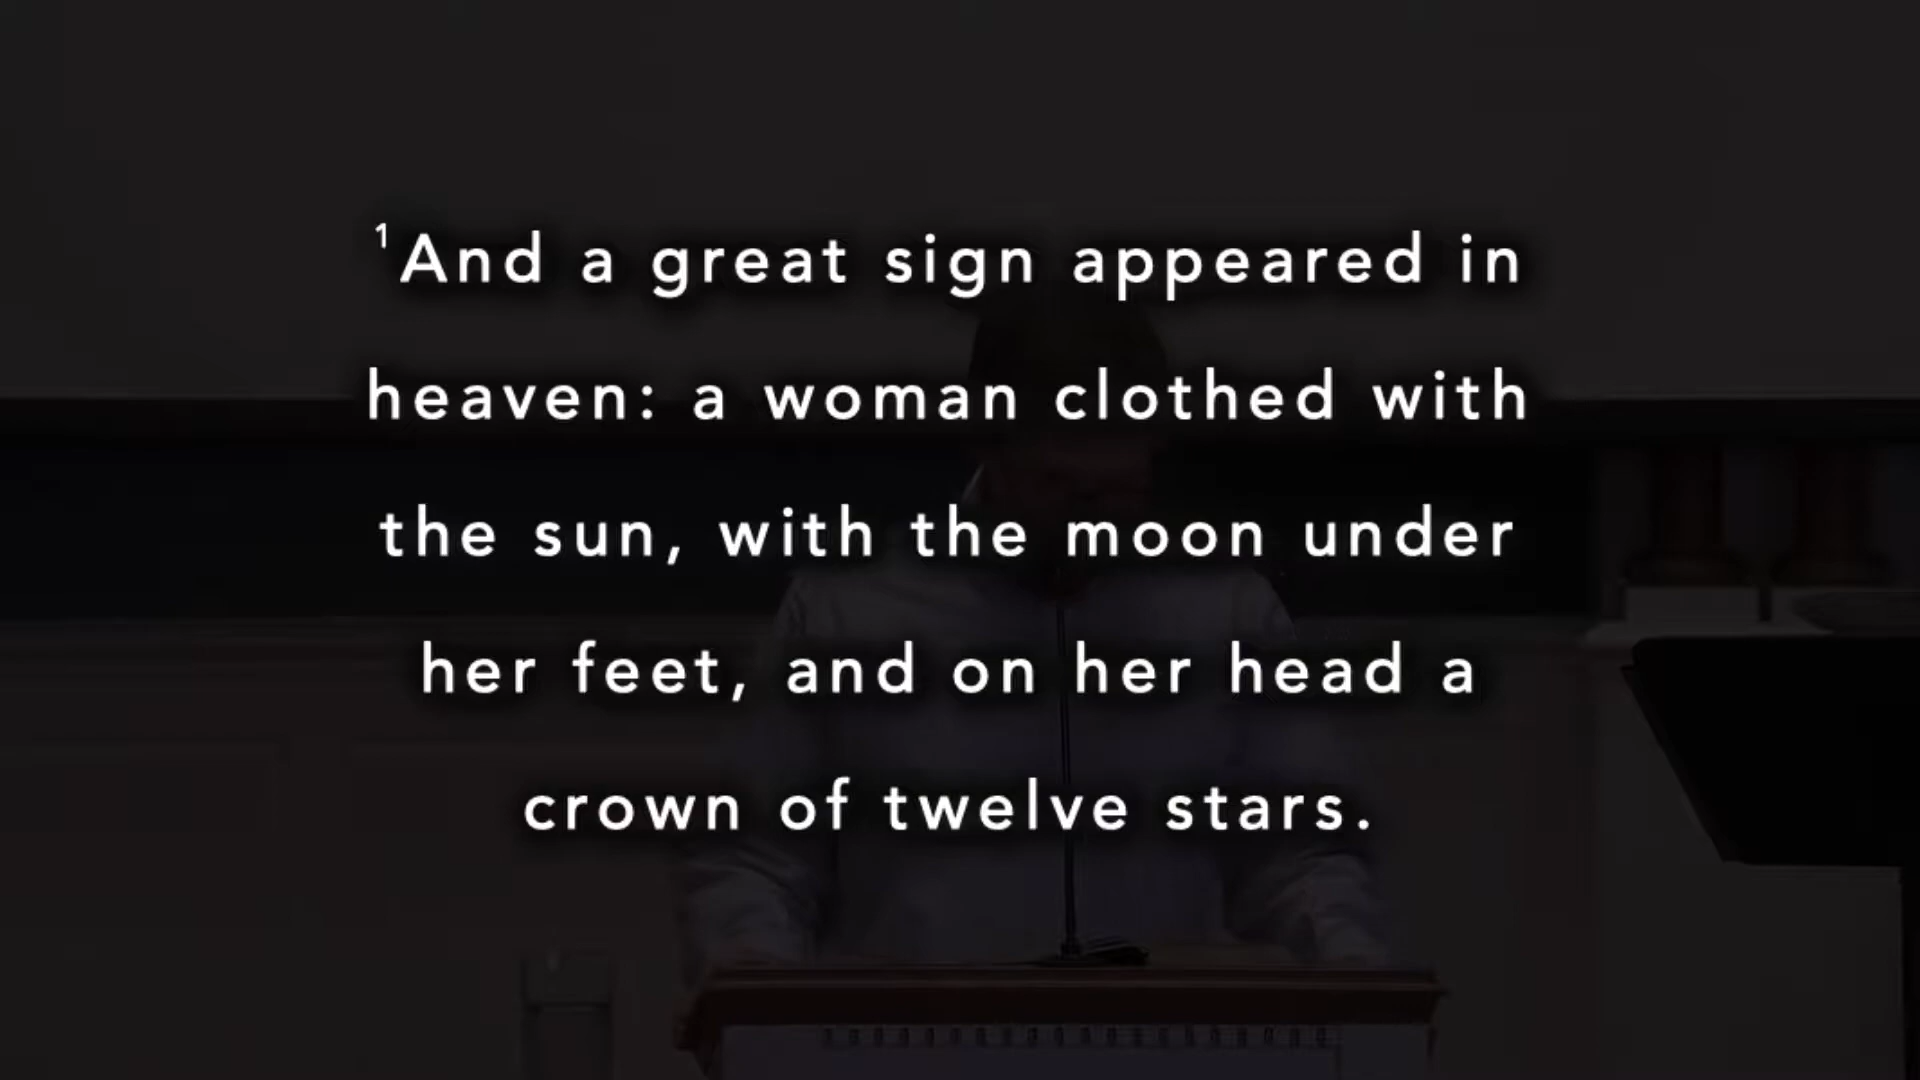 ¹And a great sign appeared in
heaven: a woman clothed with
the sun, with the moon under
her feet, and on her head a
crown of twelve stars.